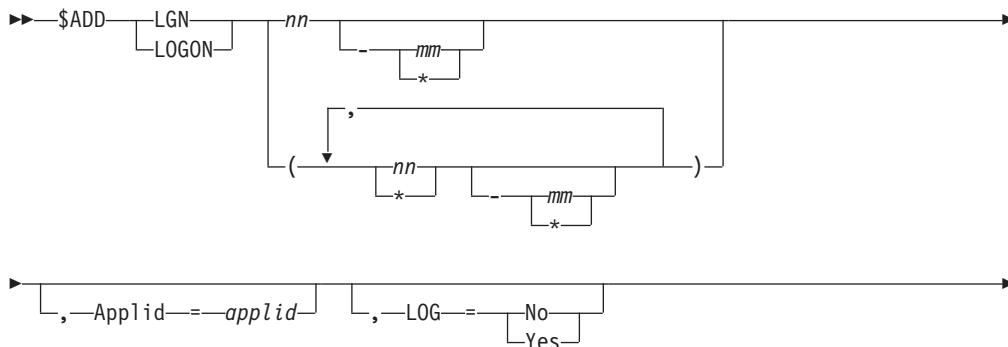 $ADD LGN nn
LOGON - mm
*
,
( nn )
* - mm
*
, Applid = applid , LOG = No
Yes